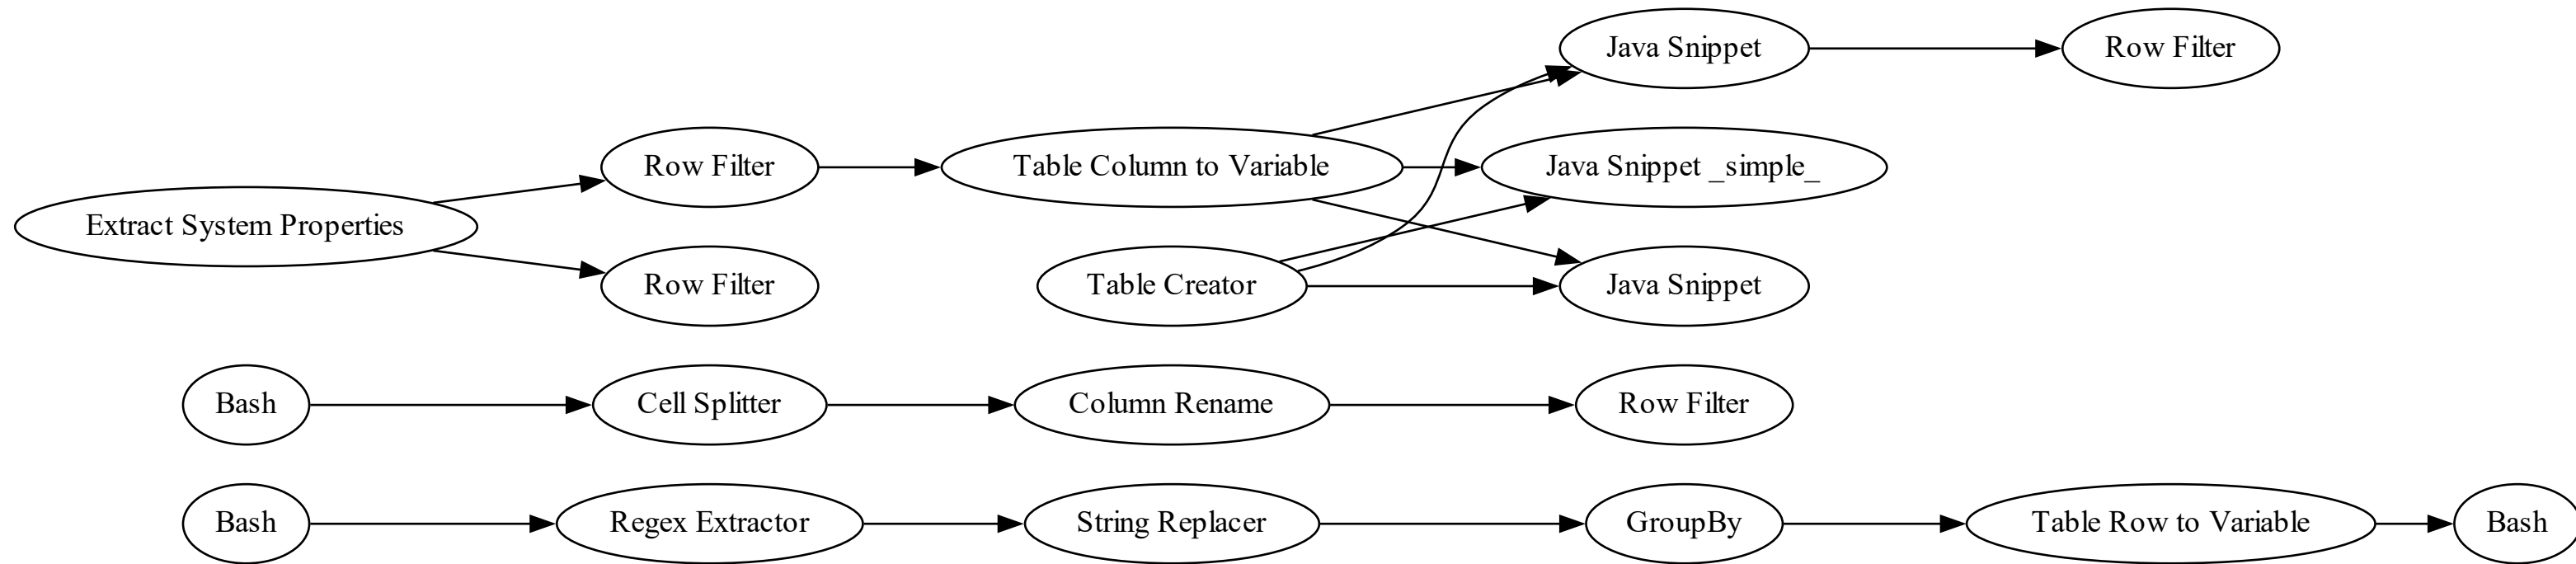 Java Snippet
Row Filter
Row Filter
Table Column to Variable
Java Snippet _simple_
Extract System Properties
Row Filter
Table Creator
Java Snippet
Bash
Cell Splitter
Column Rename
Row Filter
Bash
Regex Extractor
String Replacer
GroupBy
Table Row to Variable
Bash